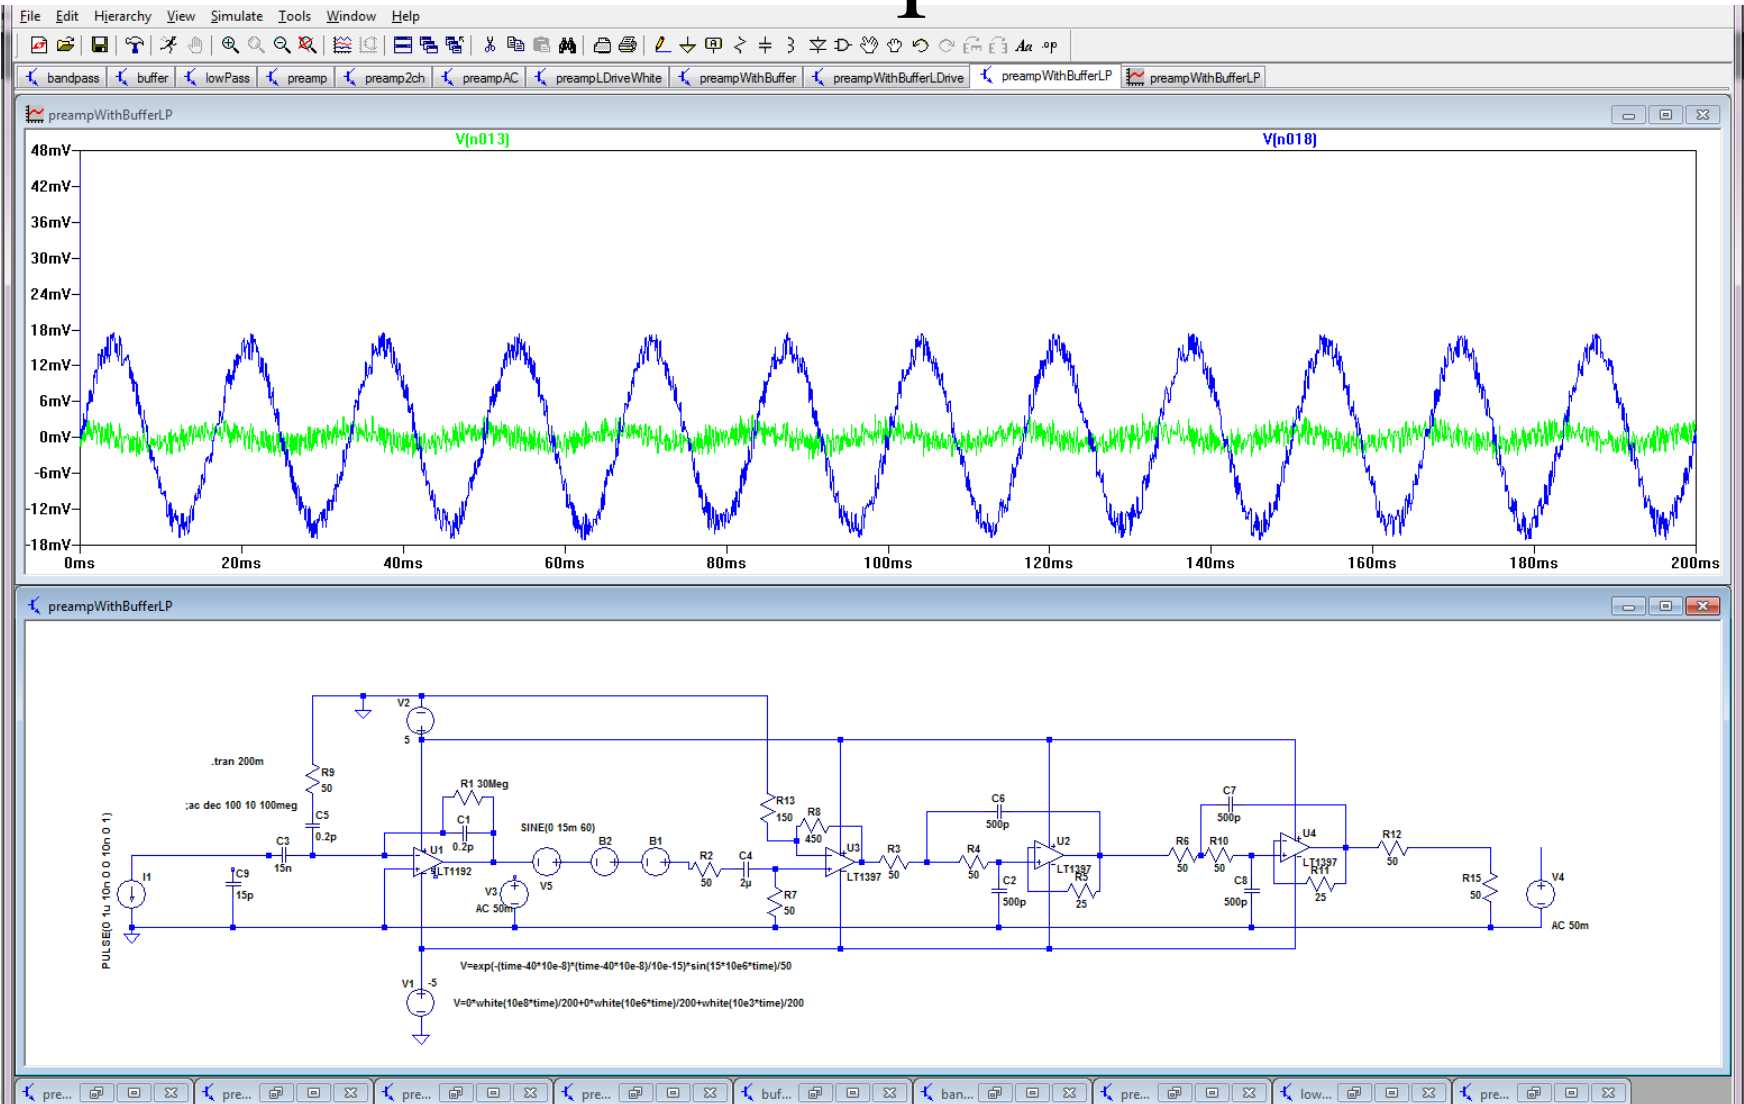 File Edit Hierarchy View Simulate Tools Window Help
bandpass buffer lowPass preamp preamp2ch preampAC preampLDriveWhite preampWithBuffer preampWithBufferLDrive preampWithBufferLP preampWithBufferLP
preampWithBufferLP
V(n013) V(n018)
48mV
42mV
36mV
30mV
24mV
18mV
12mV
6mV
0mV
-6mV
-12mV
-18mV
0ms 20ms 40ms 60ms 80ms 100ms 120ms 140ms 160ms 180ms 200ms
preampWithBufferLP
V2
5
.tran 200m
R9
50
;ac dec 100 10 100meg
C5
0.2p
R1 30Meg
C1
0.2p
SINE(0 15m 60)
B2
B1
R13
150
R8
450
C6
500p
C7
500p
PULSE(0 1u 10n 0 0 10n 0 1)
I1
C3
15n
C9
15p
U1
LT1192
V5
V3
AC 50m
R2
50
C4
2µ
R7
50
U3
LT1397
R3
50
R4
50
C2
500p
U2
LT1397
R5
25
R6
50
R10
50
C8
500p
U4
LT1397
R11
25
R12
50
R15
50
V4
AC 50m
V=exp(-(time-40*10e-8)*(time-40*10e-8)/10e-15)*sin(15*10e6*time)/50
V1
-5
V=0*white(10e8*time)/200+0*white(10e6*time)/200+white(10e3*time)/200
pre... pre... pre... pre... buf... ban... pre... low... pre...